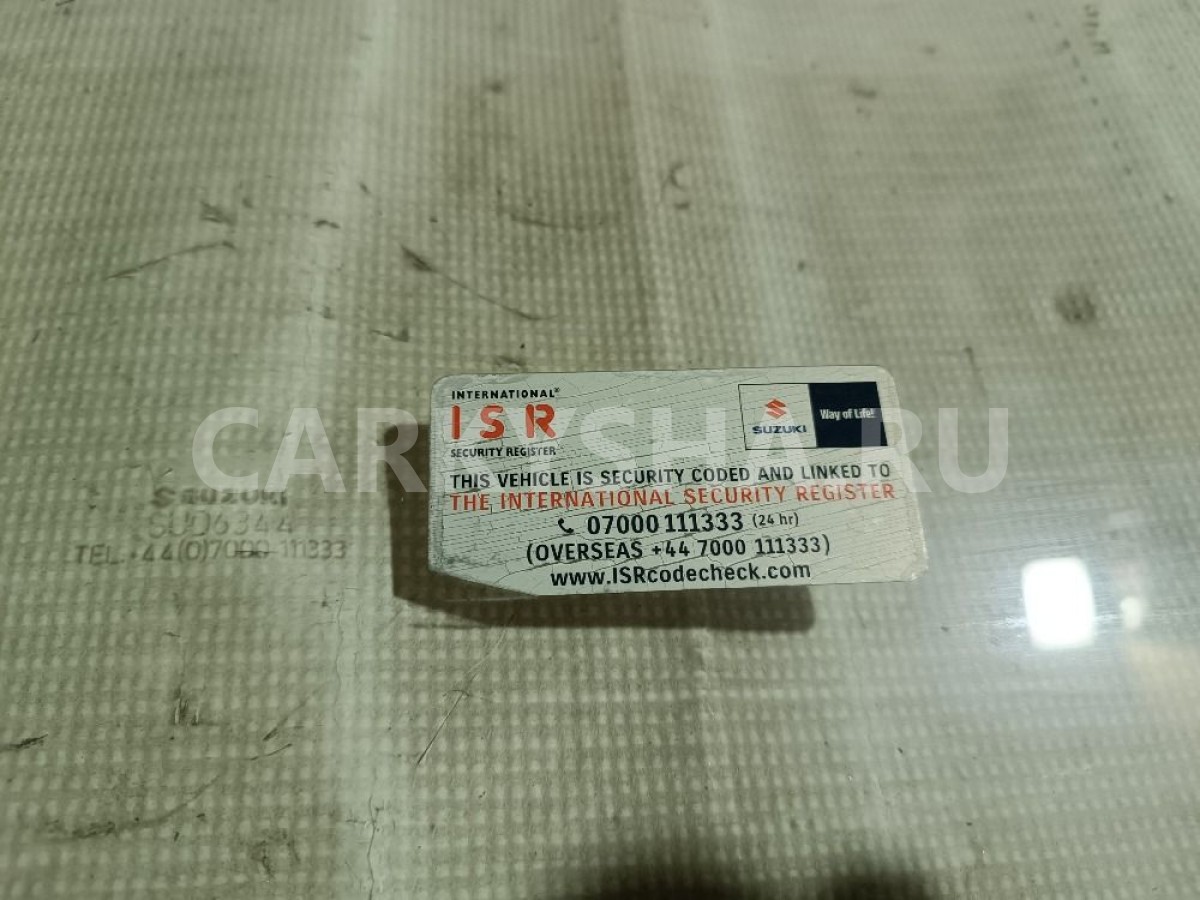 INTERNATIONAL®
ISR
SECURITY REGISTER
SUZUKI
Way of Life!
THIS VEHICLE IS SECURITY CODED AND LINKED TO
THE INTERNATIONAL SECURITY REGISTER
07000 111333 (24 hr)
(OVERSEAS +44 7000 111333)
www.ISRcodecheck.com
SUZUKI
SUD6344
TEL.+44(0)7000 111333
CARKYSHA.RU